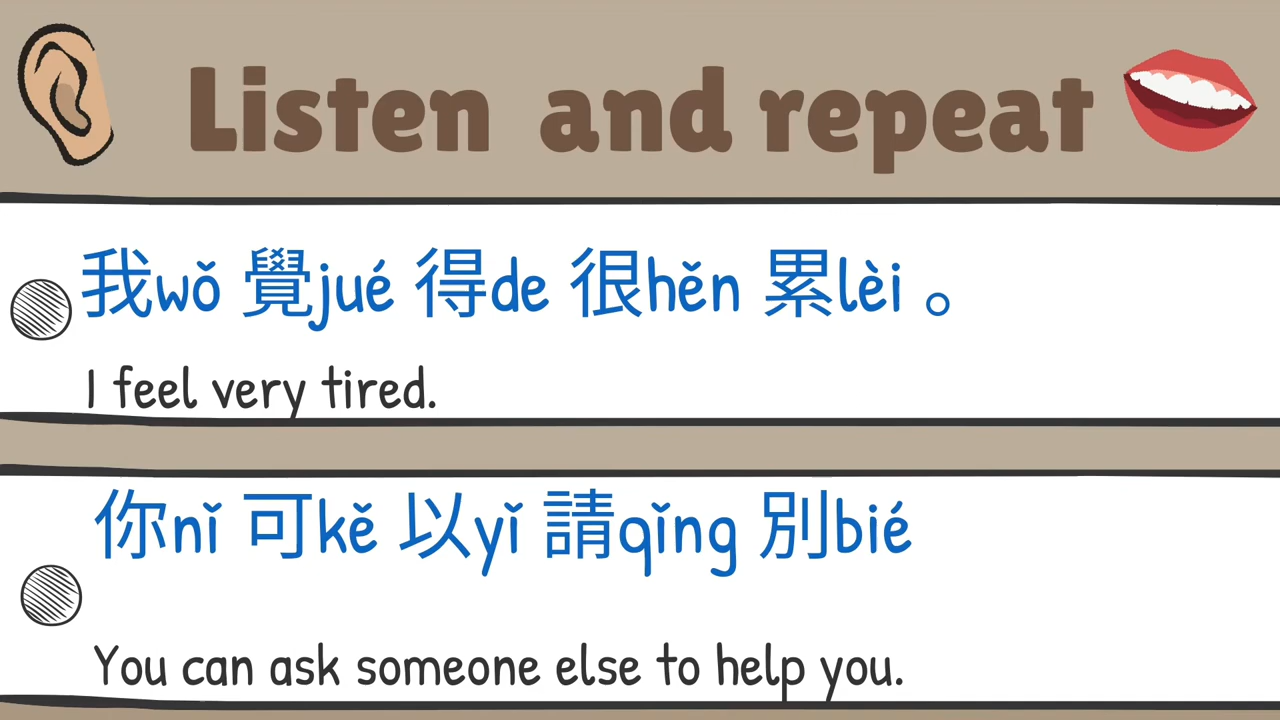 Listen and repeat
我wǒ 覺jué 得de 很hěn 累lèi 。
I feel very tired.
你nǐ 可kě 以yǐ 請qǐng 別bié
You can ask someone else to help you.